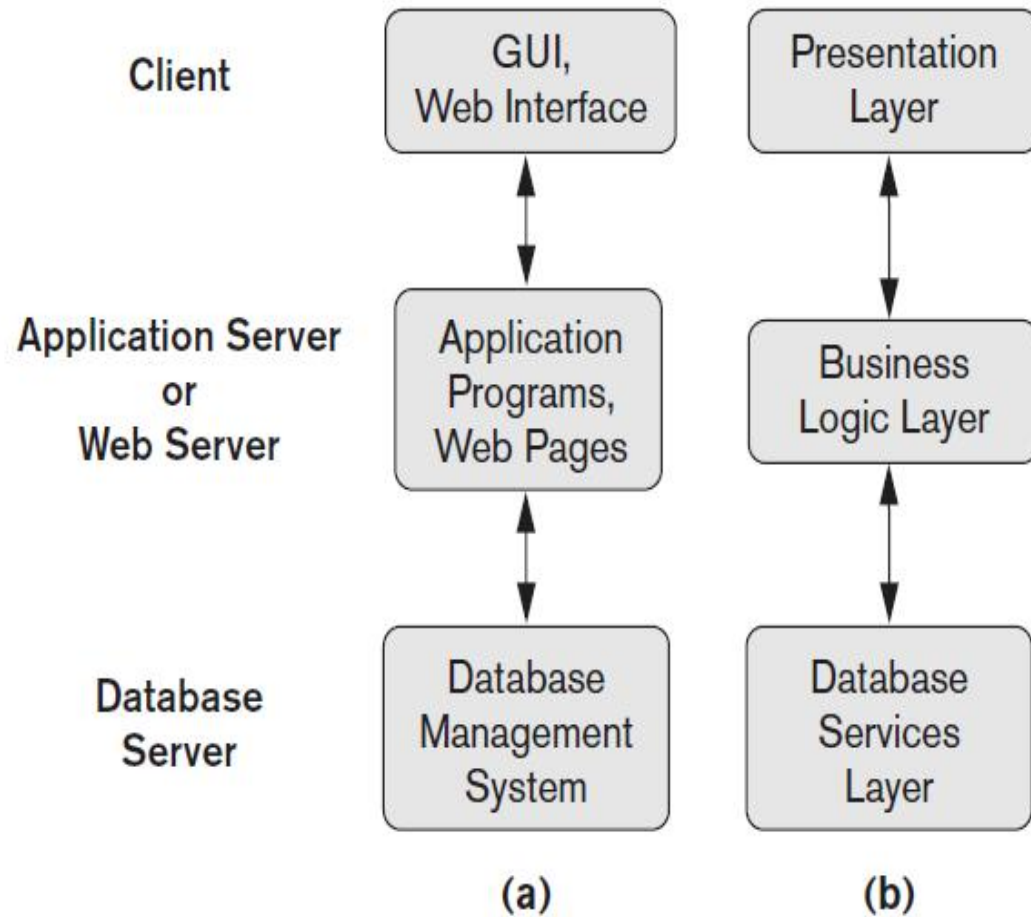 Client
GUI,
Web Interface
Presentation
Layer
Application Server
or
Web Server
Application
Programs,
Web Pages
Business
Logic Layer
Database
Server
Database
Management
System
Database
Services
Layer
(a)
(b)